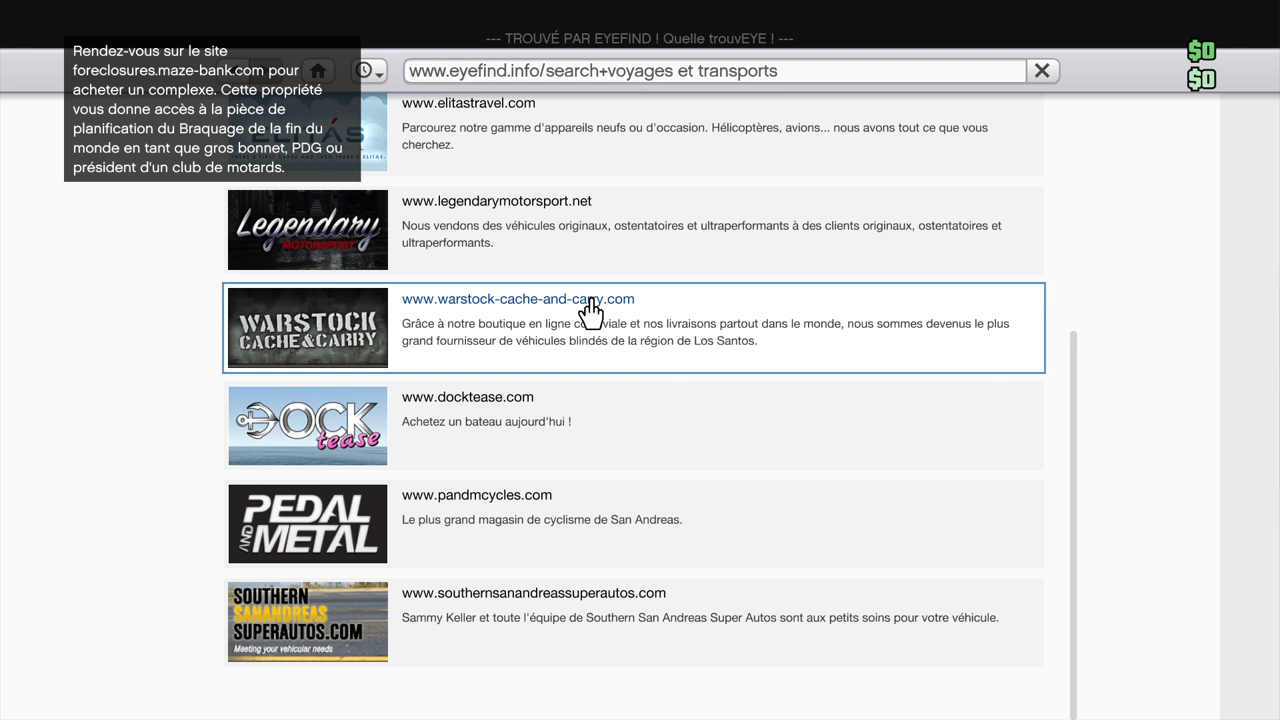 --- TROUVÉ PAR EYEFIND ! Quelle trouvEYE ! ---
Rendez-vous sur le site
foreclosures.maze-bank.com pour
acheter un complexe. Cette propriété
vous donne accès à la pièce de
planification du Braquage de la fin du
monde en tant que gros bonnet, PDG ou
président d'un club de motards.
www.eyefind.info/search+voyages et transports
$0
$0
ELITÁS
www.elitastravel.com
Parcourez notre gamme d'appareils neufs ou d'occasion. Hélicoptères, avions... nous avons tout ce que vous
cherchez.
Legendary
MOTORSPORT
www.legendarymotorsport.net
Nous vendons des véhicules originaux, ostentatoires et ultraperformants à des clients originaux, ostentatoires et
ultraperformants.
WARSTOCK
CACHE&CARRY
www.warstock-cache-and-carry.com
Grâce à notre boutique en ligne conviviale et nos livraisons partout dans le monde, nous sommes devenus le plus
grand fournisseur de véhicules blindés de la région de Los Santos.
DOCK
tease
www.docktease.com
Achetez un bateau aujourd'hui !
PEDAL
AND
METAL
www.pandmcycles.com
Le plus grand magasin de cyclisme de San Andreas.
SOUTHERN
SANANDREAS
SUPERAUTOS.COM
Meeting your vehicular needs
www.southernsanandreassuperautos.com
Sammy Keller et toute l'équipe de Southern San Andreas Super Autos sont aux petits soins pour votre véhicule.